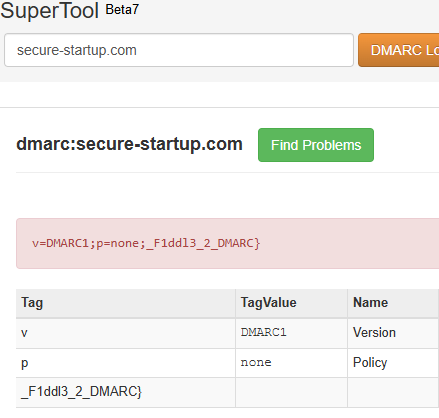 SuperTool Beta7
secure-startup.com DMARC Lo
dmarc:secure-startup.com Find Problems
v=DMARC1;p=none;_F1ddl3_2_DMARC}
Tag TagValue Name
v DMARC1 Version
p none Policy
_F1ddl3_2_DMARC}